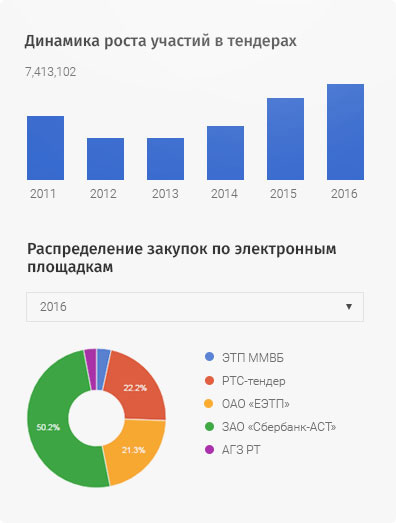 Динамика роста участий в тендерах
7,413,102
2011 2012 2013 2014 2015 2016
Распределение закупок по электронным
площадкам
2016
ЭТП ММВБ
РТС-тендер
ОАО «ЕЭТП»
ЗАО «Сбербанк-АСТ»
АГЗ РТ
22.2%
50.2%
21.3%